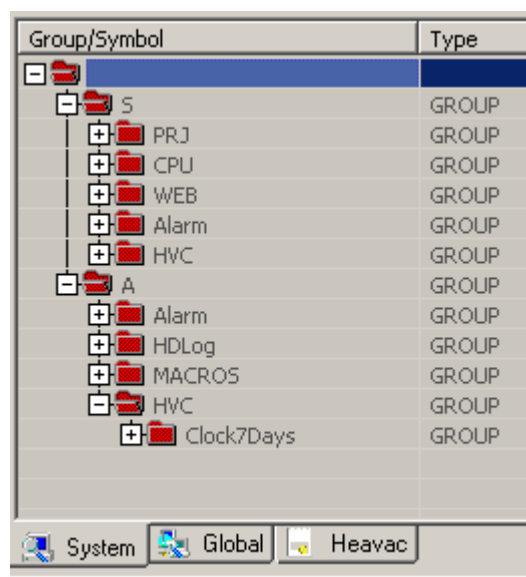 Group/Symbol Type
S GROUP
PRJ GROUP
CPU GROUP
WEB GROUP
Alarm GROUP
HVC GROUP
A GROUP
Alarm GROUP
HDLog GROUP
MACROS GROUP
HVC GROUP
Clock7Days GROUP
System Global Heavac